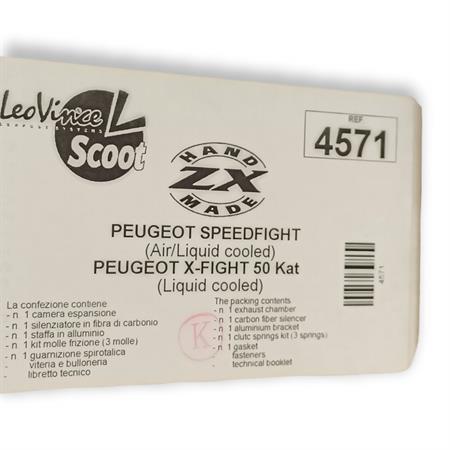 LeoVince
Scoot
HAND
ZX
MADE
REF.
4571
PEUGEOT SPEEDFIGHT
(Air/Liquid cooled)
PEUGEOT X-FIGHT 50 Kat
(Liquid cooled)
4571
La confezione contiene
- n 1 camera espansione
- n 1 silenziatore in fibra di carbonio
- n 1 staffa in alluminio
- n 1 kit molle frizione (3 molle)
- n 1 guarnizione spirotalica
- viteria e bulloneria
- libretto tecnico
K
The packing contents
- n 1 exhaust chamber
- n 1 carbon fiber silencer
- n 1 aluminium bracket
- n 1 clutc springs kit (3 springs)
- n 1 gasket
- fasteners
- technical booklet